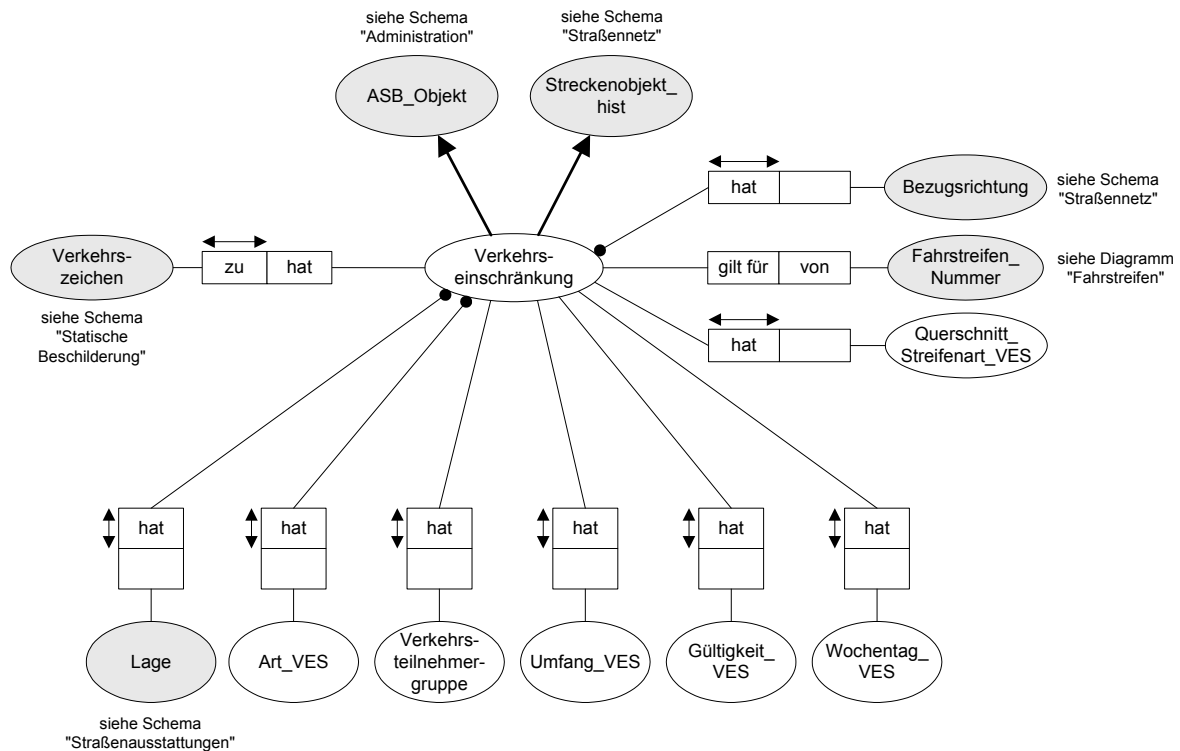 siehe Schema
"Administration"
siehe Schema
"Straßennetz"
ASB_Objekt
Streckenobjekt_
hist
hat
Bezugsrichtung
siehe Schema
"Straßennetz"
Verkehrs-
zeichen
zu
hat
Verkehrs-
einschränkung
gilt für
von
Fahrstreifen_
Nummer
siehe Diagramm
"Fahrstreifen"
siehe Schema
"Statische
Beschilderung"
hat
Querschnitt_
Streifenart_VES
hat
hat
hat
hat
hat
hat
Lage
Art_VES
Verkehrs-
teilnehmer-
gruppe
Umfang_VES
Gültigkeit_
VES
Wochentag_
VES
siehe Schema
"Straßenausstattungen"